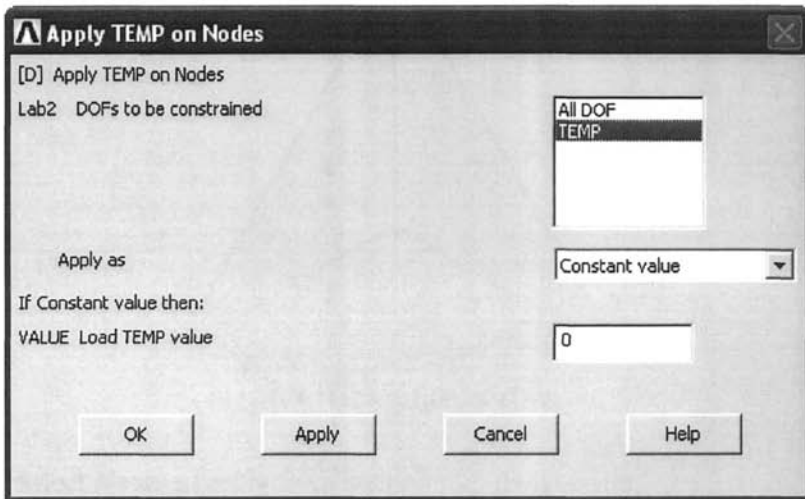 Apply TEMP on Nodes
[D] Apply TEMP on Nodes
Lab2 DOFs to be constrained
All DOF
TEMP
Apply as
Constant value
If Constant value then:
VALUE Load TEMP value
0
OK
Apply
Cancel
Help